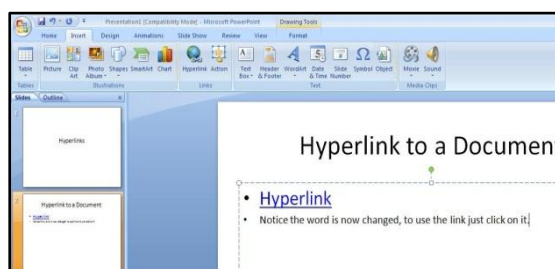 Presentation1 [Compatibility Mode] - Microsoft PowerPoint
Drawing Tools
Home Insert Design Animations Slide Show Review View Format
Table Picture Clip Art Photo Album Shapes SmartArt Chart Hyperlink Action Text Box Header & Footer WordArt Date & Time Slide Number Symbol Object Movie Sound
Tables Illustrations Links Text Media Clips
Slides Outline x
1
Hyperlinks
2
Hyperlink to a Document
• Hyperlink
Hyperlink to a Documen
• Hyperlink
• Notice the word is now changed, to use the link just click on it.